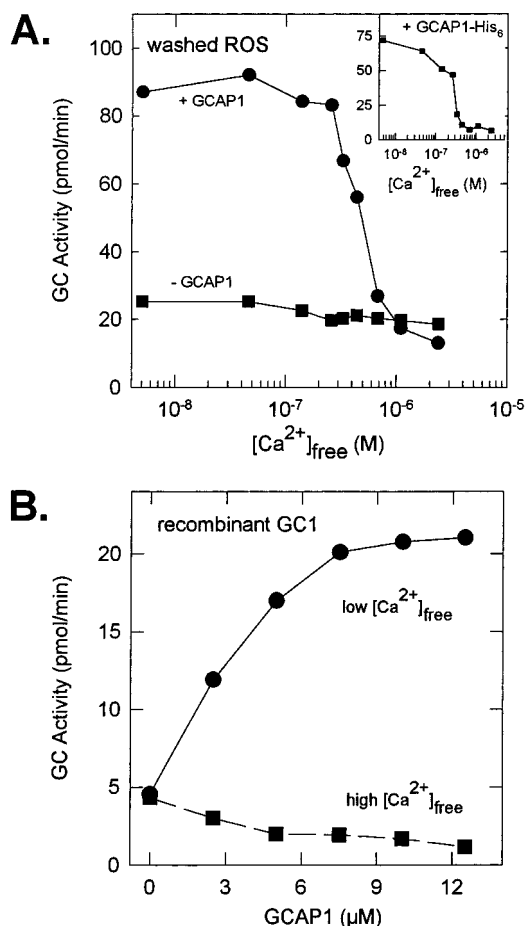 A.
washed ROS
+ GCAP1
- GCAP1
100
80
60
40
20
0
GC Activity (pmol/min)
10⁻⁸
10⁻⁷
10⁻⁶
10⁻⁵
[Ca²⁺]free (M)
+ GCAP1-His₆
75
50
25
0
10⁻⁸
10⁻⁷
10⁻⁶
[Ca²⁺]free (M)
B.
recombinant GC1
20
15
10
5
0
GC Activity (pmol/min)
low [Ca²⁺]free
high [Ca²⁺]free
0
3
6
9
12
GCAP1 (µM)